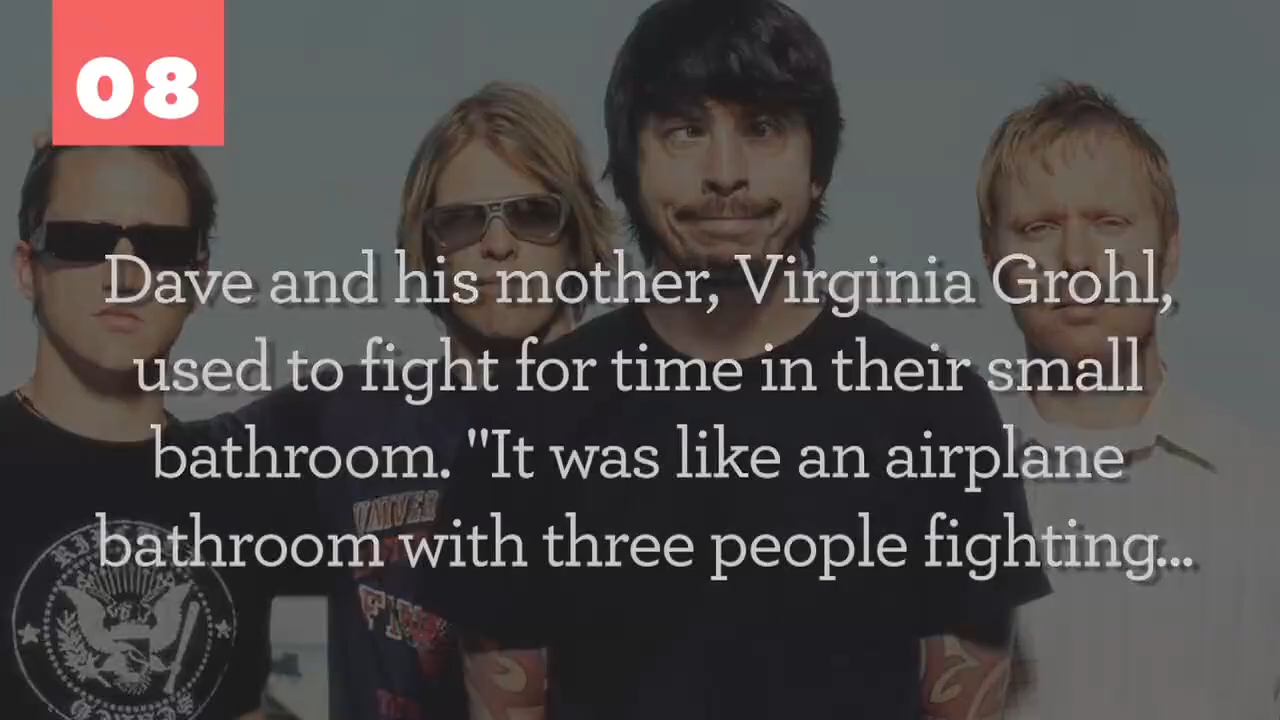 08
Dave and his mother, Virginia Grohl,
used to fight for time in their small
bathroom. "It was like an airplane
bathroom with three people fighting...
UNIVER